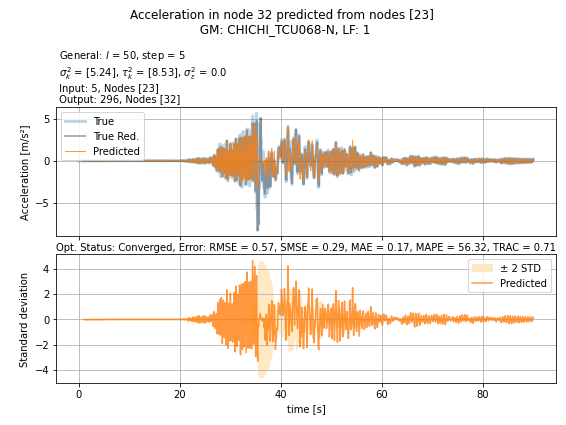 Acceleration in node 32 predicted from nodes [23]
GM: CHICHI_TCU068-N, LF: 1
General: l = 50, step = 5
σ²ₖ = [5.24], τ²ₖ = [8.53], σ²ε = 0.0
Input: 5, Nodes [23]
Output: 296, Nodes [32]
True
True Red.
Predicted
Acceleration [m/s²]
5
0
−5
Opt. Status: Converged, Error: RMSE = 0.57, SMSE = 0.29, MAE = 0.17, MAPE = 56.32, TRAC = 0.71
± 2 STD
Predicted
Standard deviation
4
2
0
−2
−4
0 20 40 60 80
time [s]